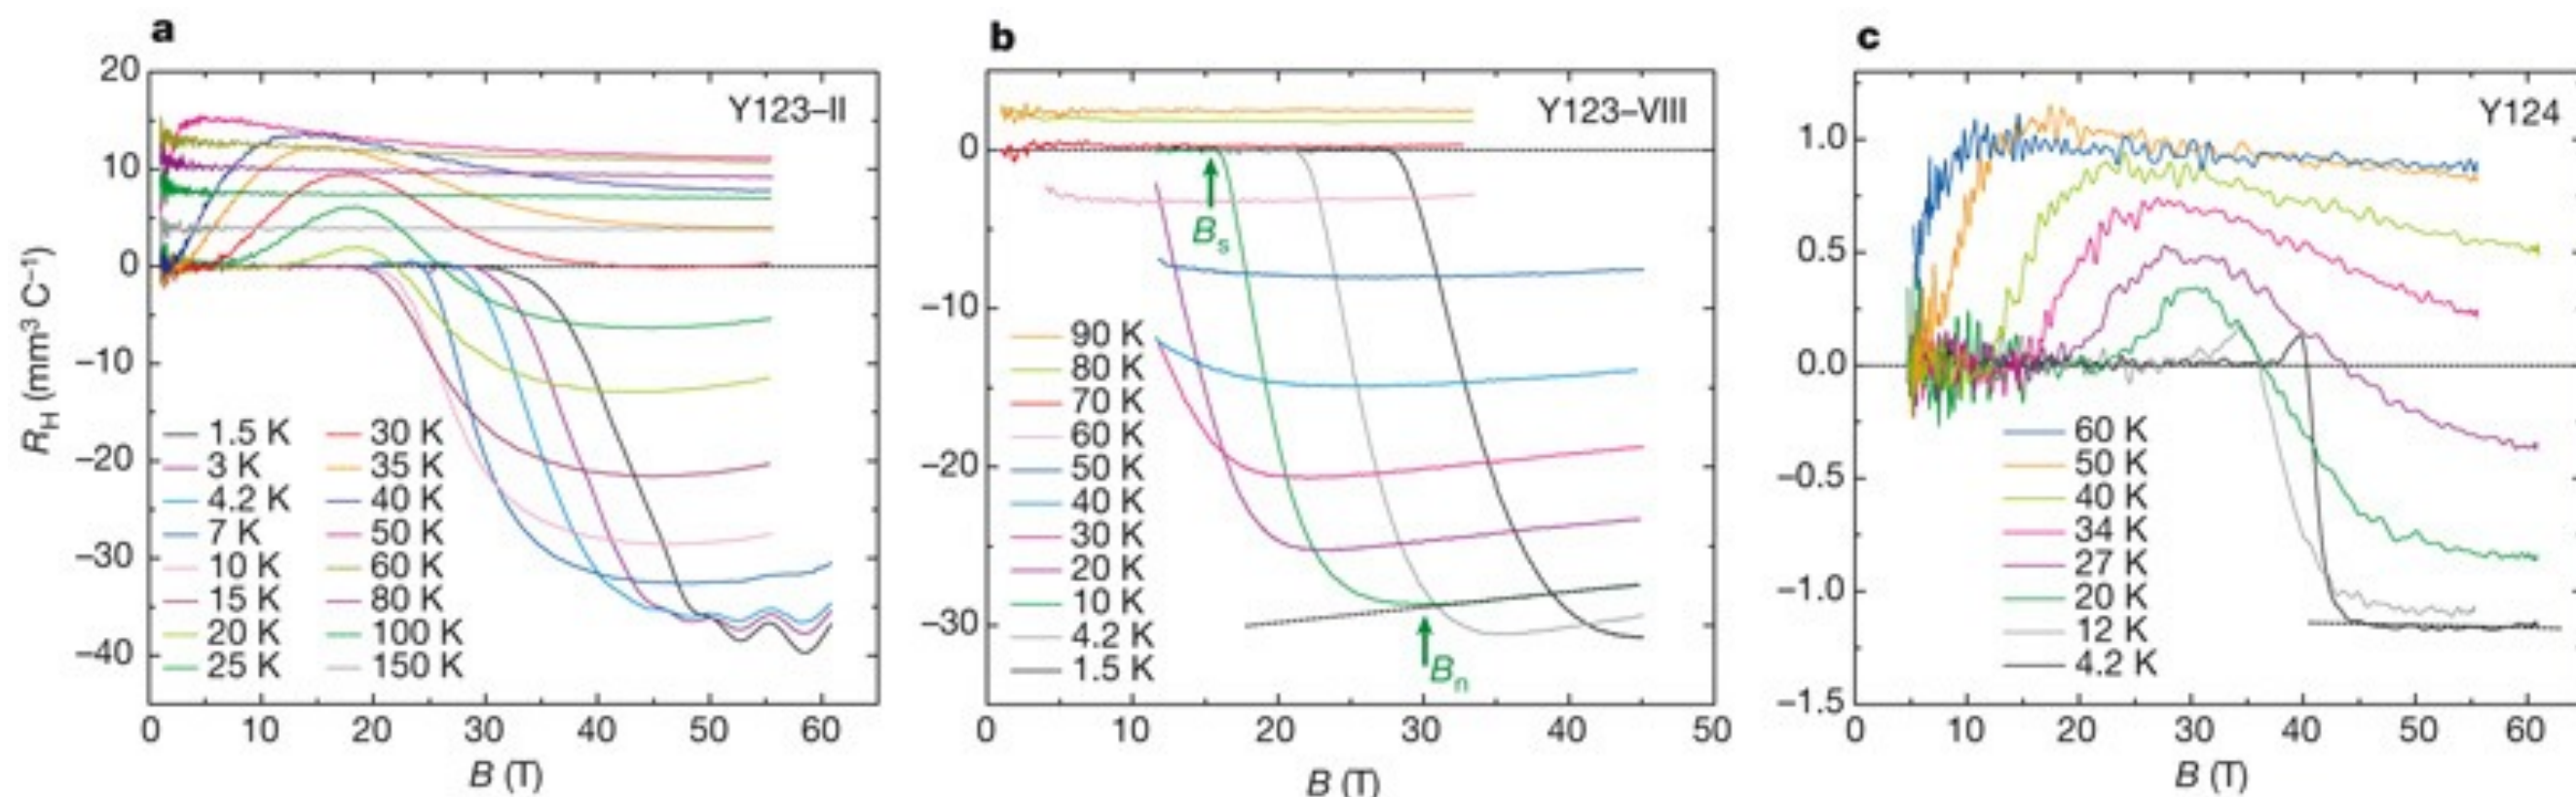 a
Y123–II
20
10
0
–10
–20
–30
–40
R_H (mm³ C⁻¹)
1.5 K
3 K
4.2 K
7 K
10 K
15 K
20 K
25 K
30 K
35 K
40 K
50 K
60 K
80 K
100 K
150 K
0 10 20 30 40 50 60
B (T)
b
Y123–VIII
0
–10
–20
–30
B_s
90 K
80 K
70 K
60 K
50 K
40 K
30 K
20 K
10 K
4.2 K
1.5 K
B_n
0 10 20 30 40 50
B (T)
c
Y124
1.0
0.5
0.0
–0.5
–1.0
–1.5
60 K
50 K
40 K
34 K
27 K
20 K
12 K
4.2 K
0 10 20 30 40 50 60
B (T)